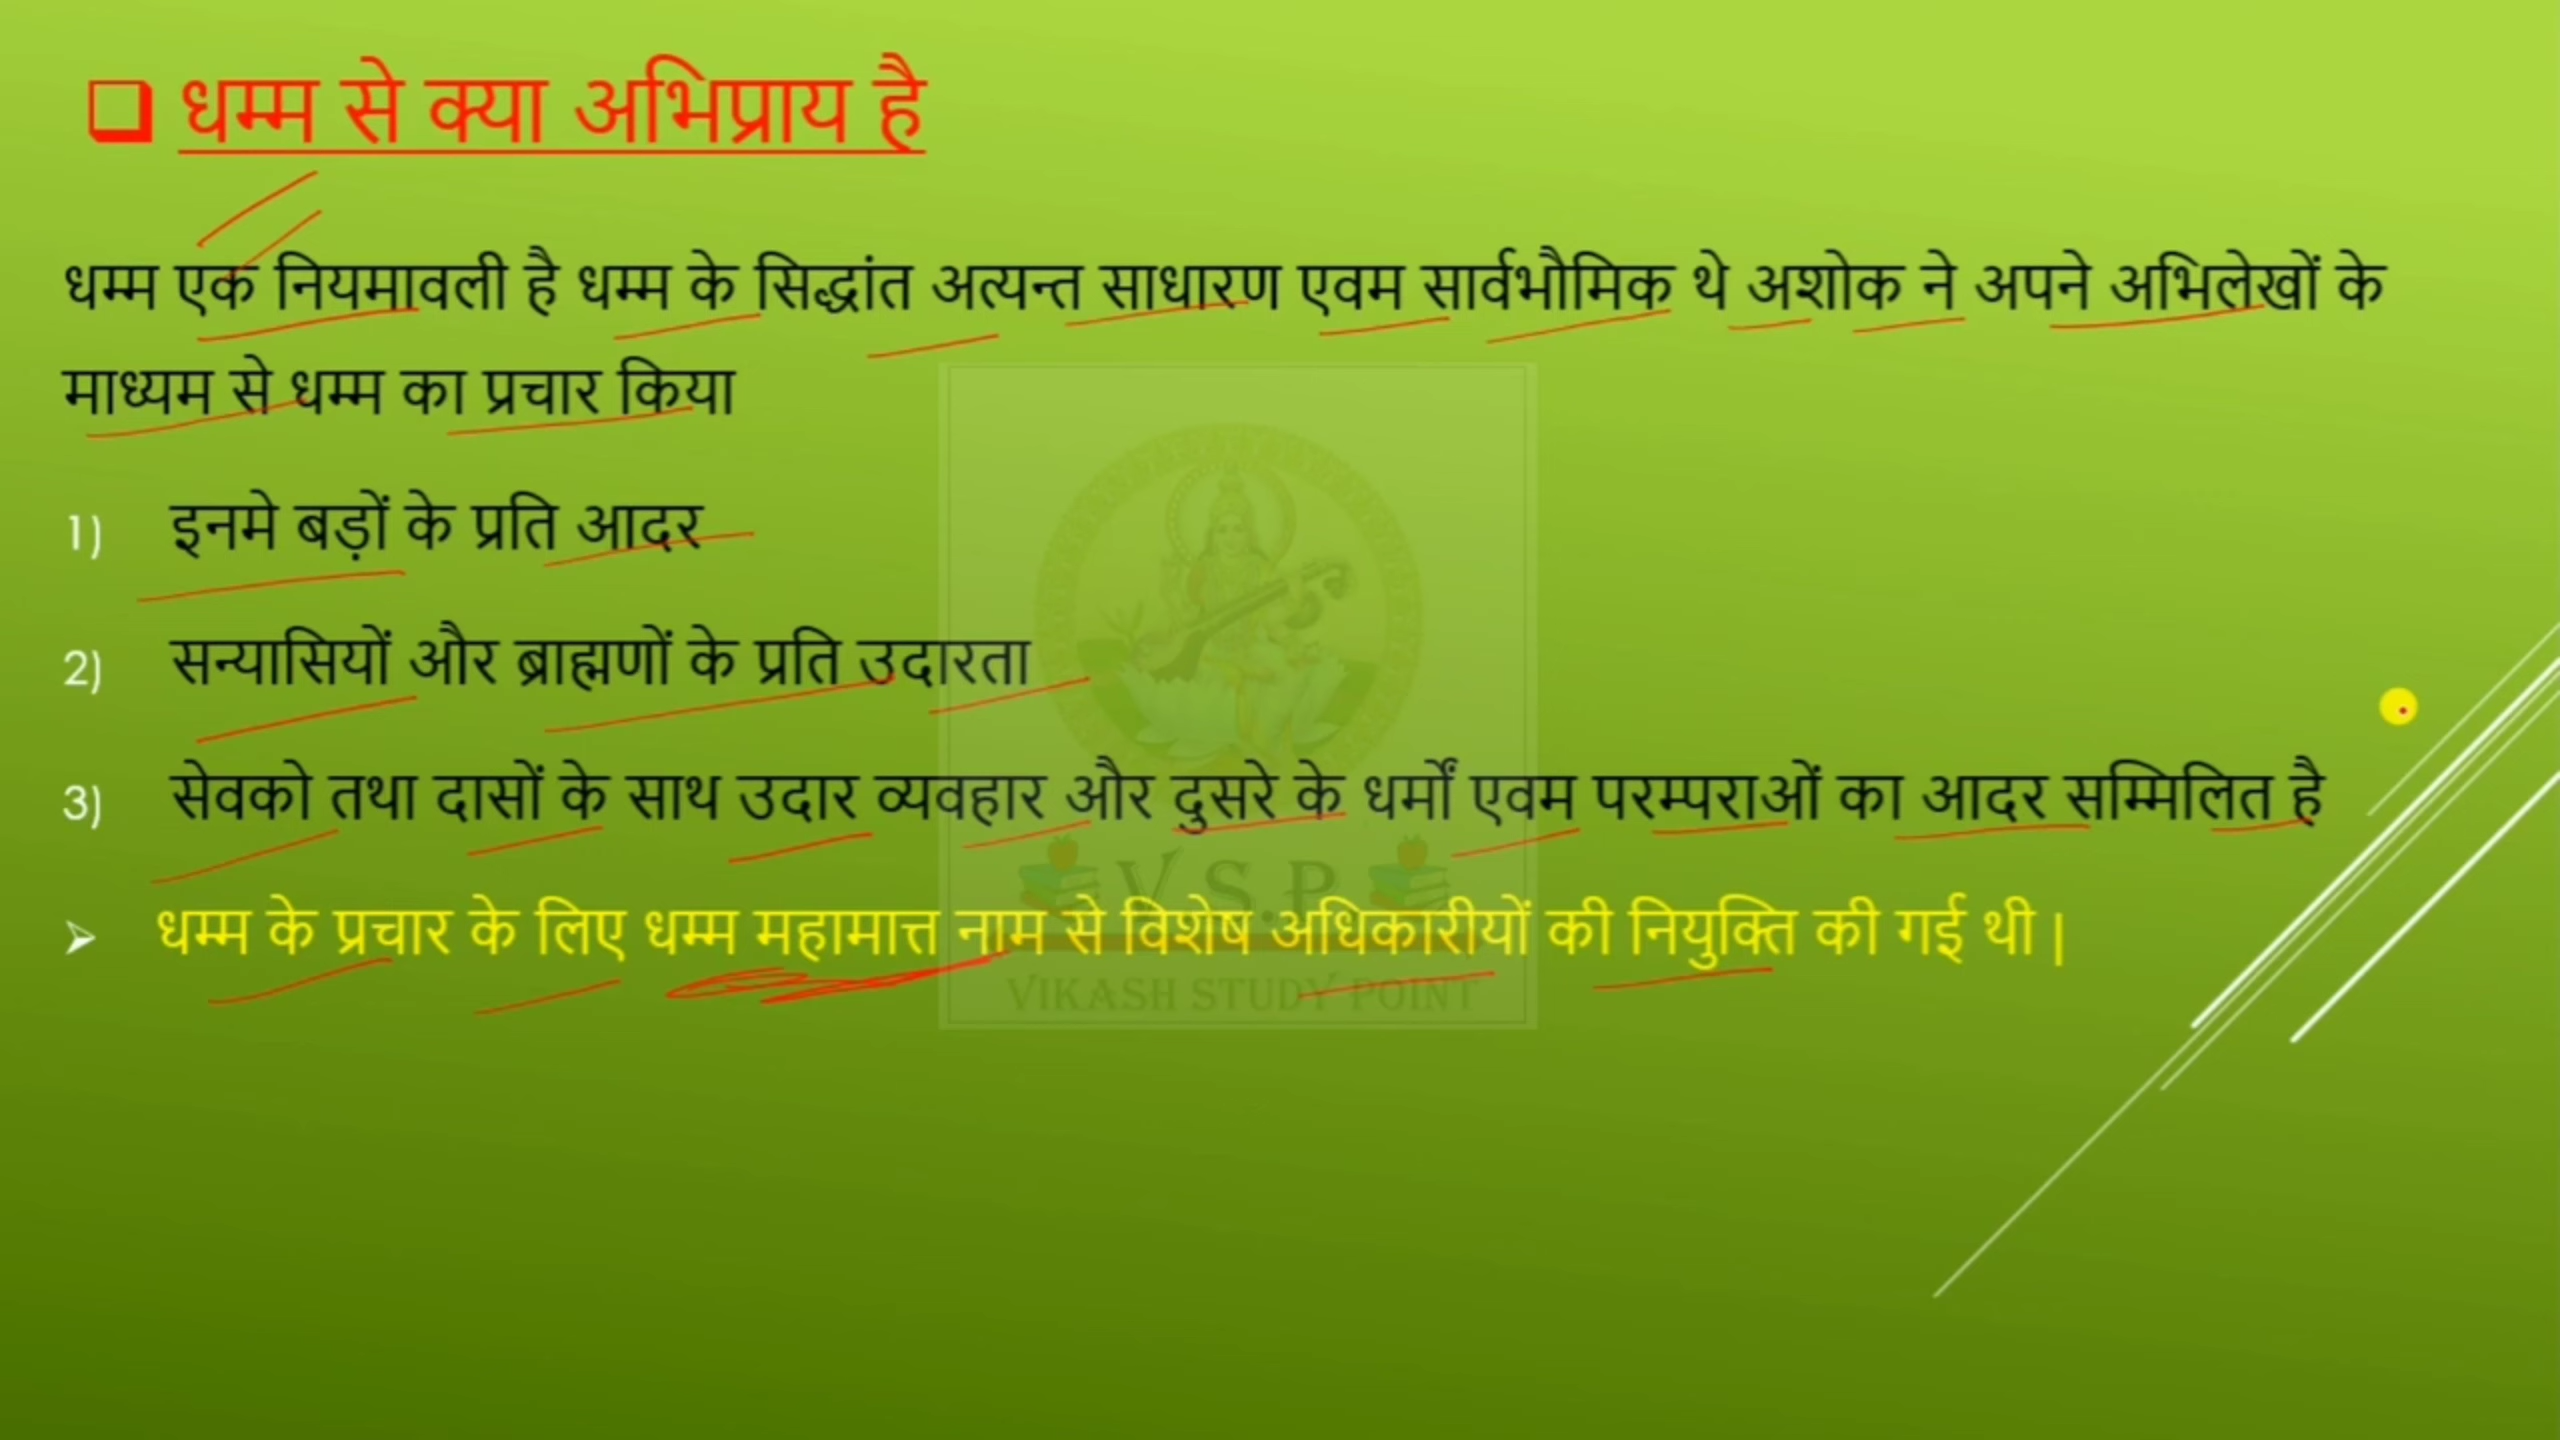 धम्म से क्या अभिप्राय है
धम्म एक नियमावली है धम्म के सिद्धांत अत्यन्त साधारण एवम सार्वभौमिक थे अशोक ने अपने अभिलेखों के
माध्यम से धम्म का प्रचार किया
1) इनमे बड़ों के प्रति आदर
2) सन्यासियों और ब्राह्मणों के प्रति उदारता
3) सेवको तथा दासों के साथ उदार व्यवहार और दुसरे के धर्मों एवम परम्पराओं का आदर सम्मिलित है
V.S.P
धम्म के प्रचार के लिए धम्म महामात्त नाम से विशेष अधिकारीयों की नियुक्ति की गई थी |
VIKASH STUDY POINT